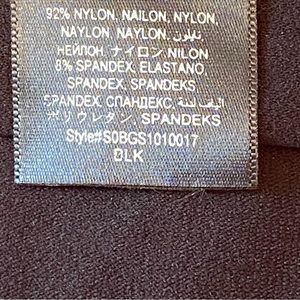 92% NYLON, NAILON, NYLON,
NAYLON, NAYLON, نايلون
НЕЙЛОН, ナイロン, NILON
8% SPANDEX, ELASTANO,
SPANDEX, SPANDEKS
SPANDEX, СПАНДЕКС,
ポリウレタン, SPANDEKS
Style#S0BGS1010017
BLK